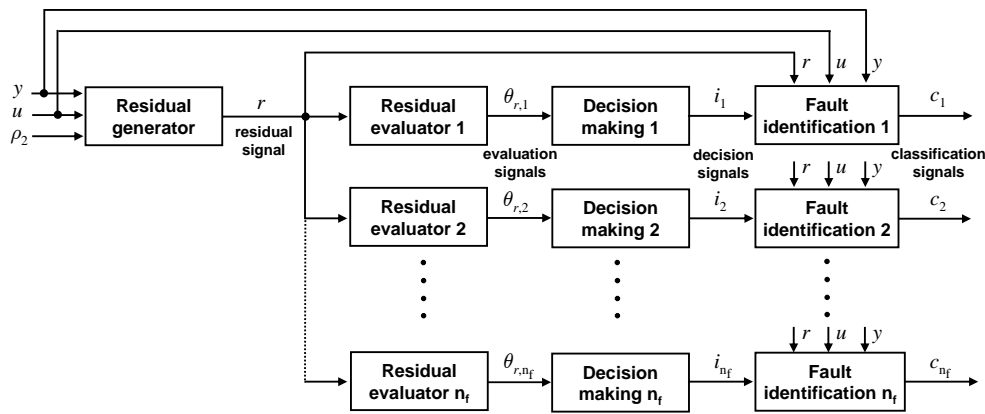 r u y
y
u
ρ₂
Residual
generator
r
residual
signal
Residual
evaluator 1
θr,1
evaluation
signals
Decision
making 1
i₁
decision
signals
Fault
identification 1
c₁
classification
signals
r u y
Residual
evaluator 2
θr,2
Decision
making 2
i₂
Fault
identification 2
c₂
r u y
Residual
evaluator nf
θr,nf
Decision
making nf
inf
Fault
identification nf
cnf